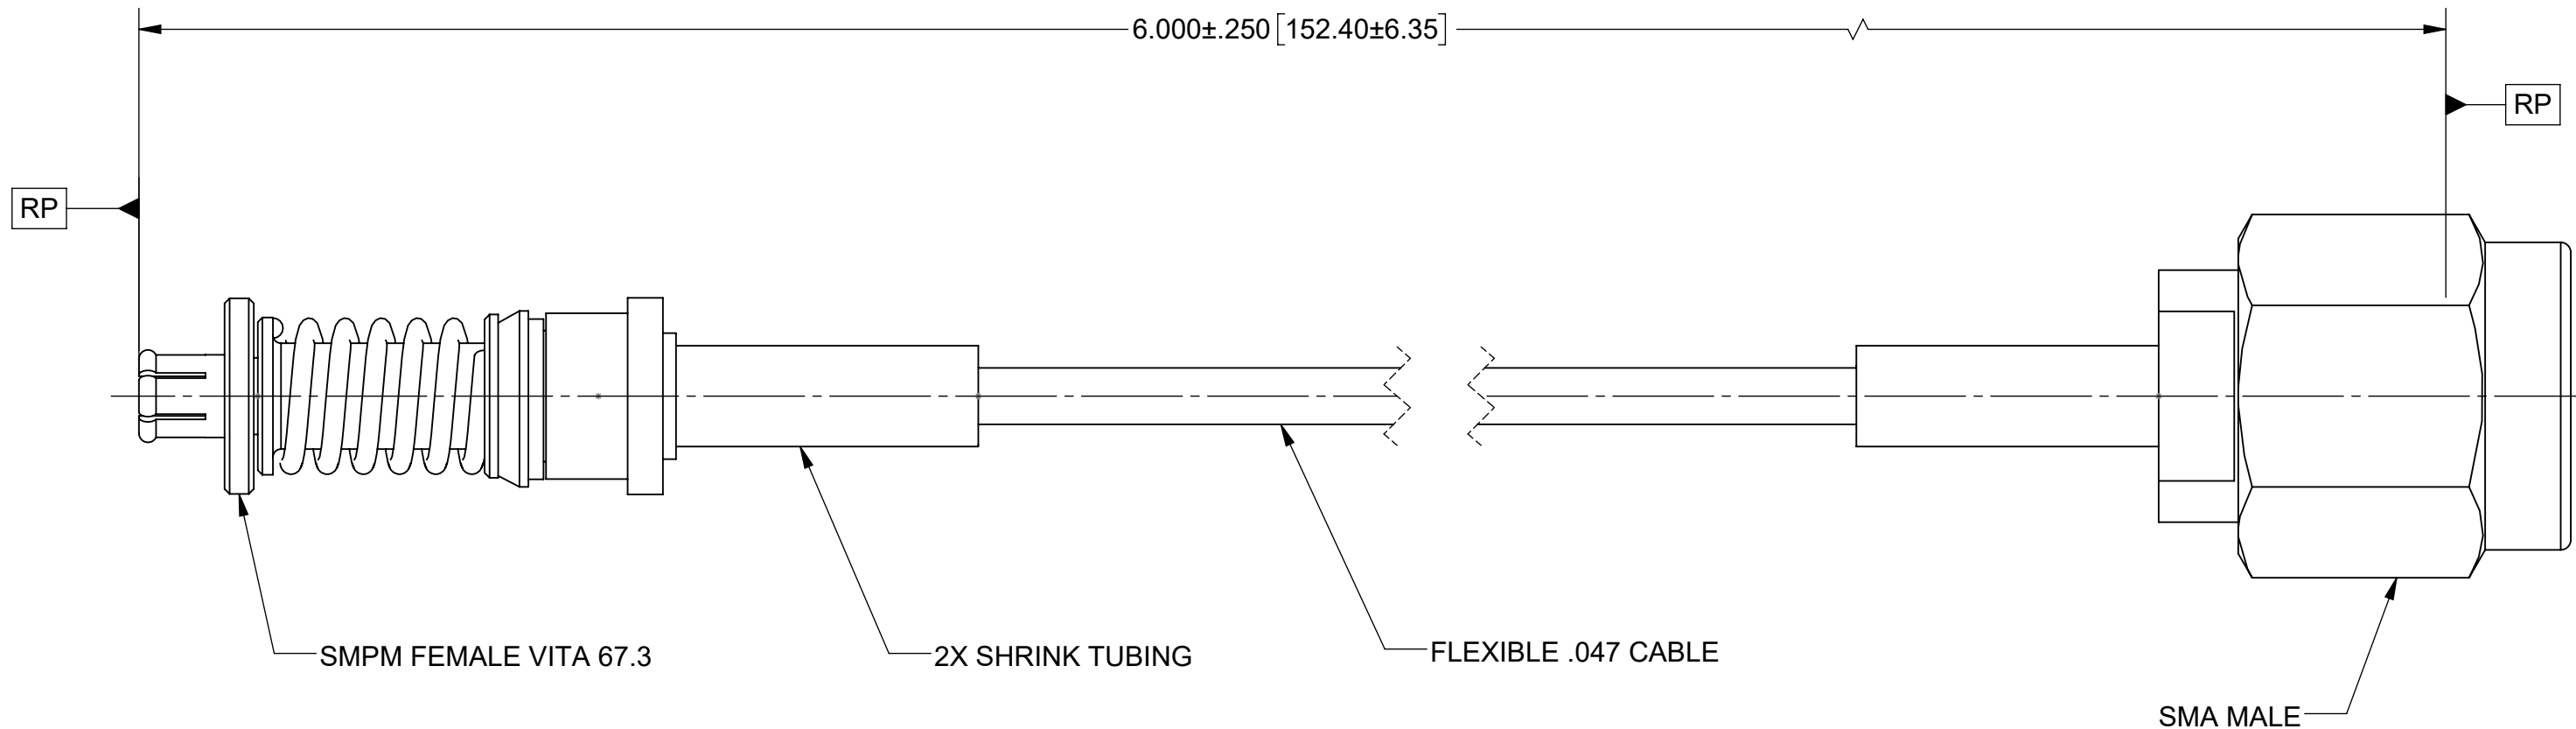 6.000±.250 [152.40±6.35]
RP
RP
SMPM FEMALE VITA 67.3
2X SHRINK TUBING
FLEXIBLE .047 CABLE
SMA MALE